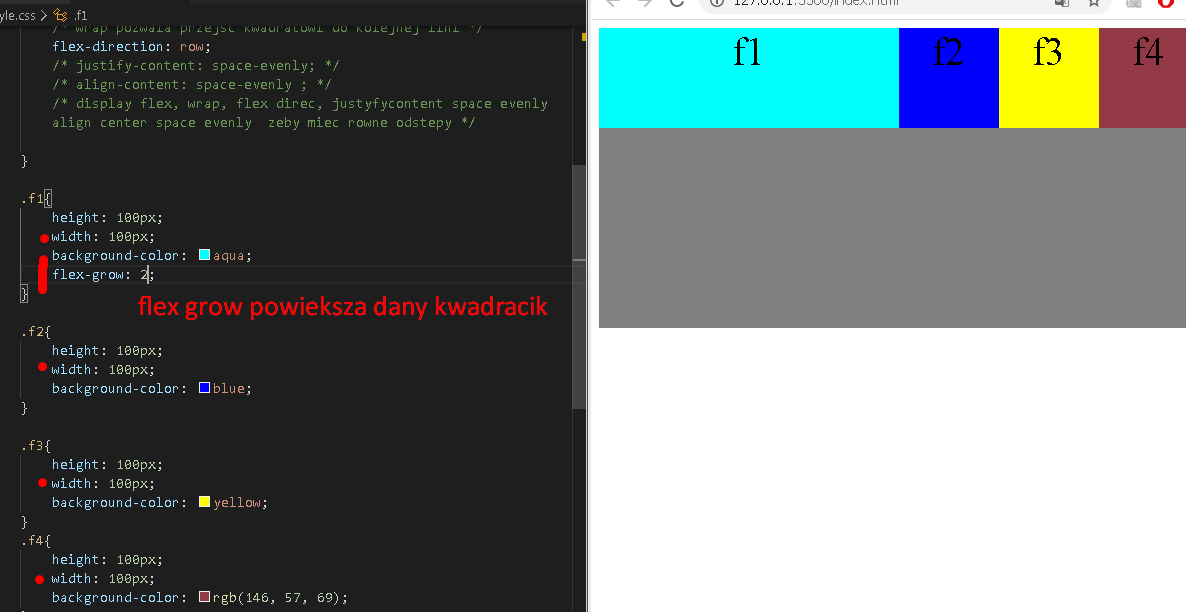 yle.css > .f1
/* wrap pozwala przejsc kwadratowi do kolejnej lini */
flex-direction: row;
/* justify-content: space-evenly; */
/* align-content: space-evenly ; */
/* display flex, wrap, flex direc, justyfycontent space evenly
align center space evenly  zeby miec rowne odstepy */
}
.f1{
height: 100px;
width: 100px;
background-color: aqua;
flex-grow: 2;
}
flex grow powieksza dany kwadracik
.f2{
height: 100px;
width: 100px;
background-color: blue;
}
.f3{
height: 100px;
width: 100px;
background-color: yellow;
}
.f4{
height: 100px;
width: 100px;
background-color: rgb(146, 57, 69);
127.0.0.1:5500/index.html
f1 f2 f3 f4